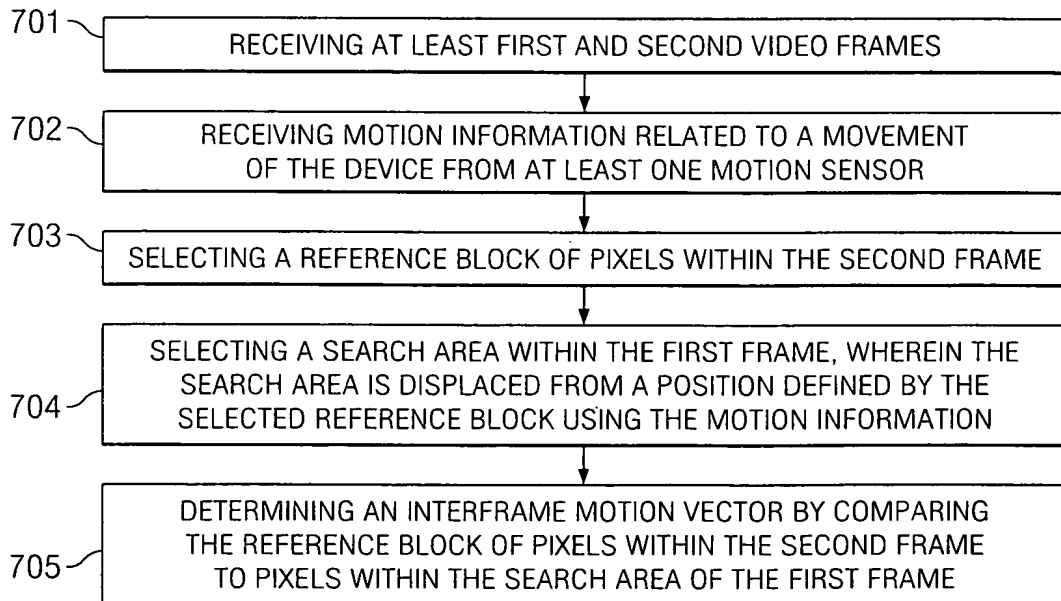 701
RECEIVING AT LEAST FIRST AND SECOND VIDEO FRAMES
702
RECEIVING MOTION INFORMATION RELATED TO A MOVEMENT
OF THE DEVICE FROM AT LEAST ONE MOTION SENSOR
703
SELECTING A REFERENCE BLOCK OF PIXELS WITHIN THE SECOND FRAME
704
SELECTING A SEARCH AREA WITHIN THE FIRST FRAME, WHEREIN THE
SEARCH AREA IS DISPLACED FROM A POSITION DEFINED BY THE
SELECTED REFERENCE BLOCK USING THE MOTION INFORMATION
705
DETERMINING AN INTERFRAME MOTION VECTOR BY COMPARING
THE REFERENCE BLOCK OF PIXELS WITHIN THE SECOND FRAME
TO PIXELS WITHIN THE SEARCH AREA OF THE FIRST FRAME